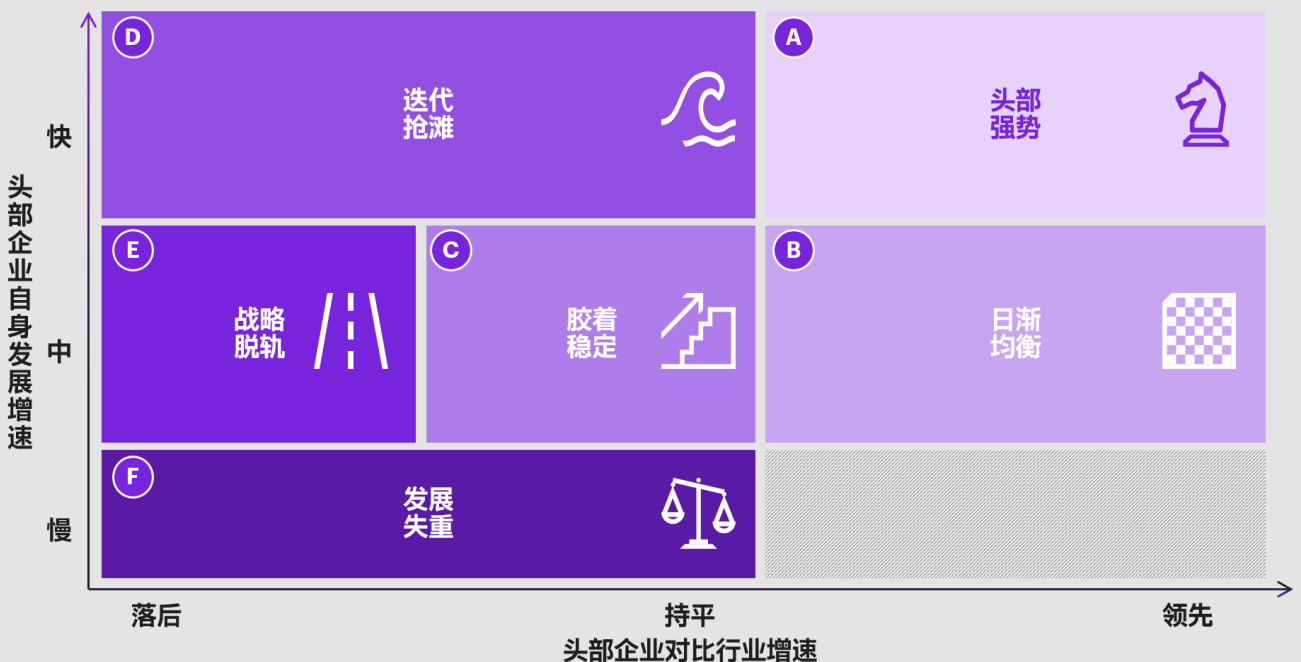 头部企业自身发展增速
快
D
迭代
抢滩
A
头部
强势
中
E
战略
脱轨
C
胶着
稳定
B
日渐
均衡
慢
F
发展
失重
落后
持平
领先
头部企业对比行业增速